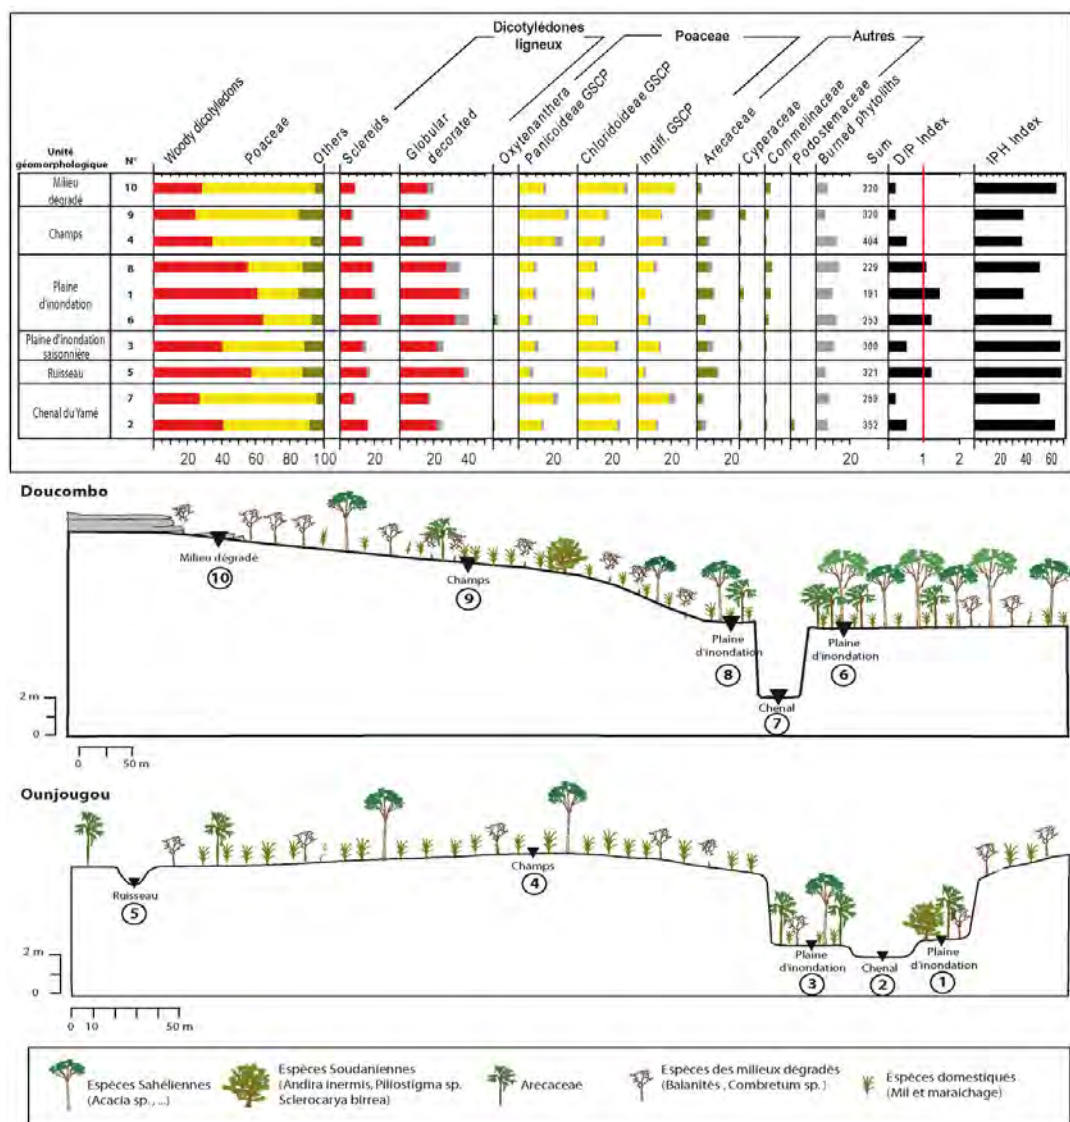 Dicotylédones ligneux
Poaceae
Autres
Woody dicotyledons
Poaceae
Others
Sclereids
Globular decorated
Oxytenanthera
Panicoideae GSCP
Chloridoideae GSCP
Indiff. GSCP
Arecaceae
Cyperaceae
Commelinaceae
Podostemaceae
Burned phytoliths
Sum
D/P Index
IPH Index
Unité géomorphologique N°
Milieu dégradé 10 220
Champs 9 320
4 404
Plaine d'inondation 8 229
1 191
6 253
Plaine d'inondation saisonnière 3 300
Ruisseau 5 321
Chenal du Yamé 7 269
2 352
20 40 60 80 100 20 20 40 20 20 20 20 20 1 2 20 40 60
Doucombo
Milieu dégradé
10
Champs
9
Plaine d'inondation
8
Chenal
7
Plaine d'inondation
6
2 m
0
0 50 m
Ounjougou
Ruisseau
5
Champs
4
Plaine d'inondation
3
Chenal
2
Plaine d'inondation
1
2 m
0
0 10 50 m
Espèces Sahéliennes
(Acacia sp., ...)
Espèces Soudaniennes
(Andira inermis, Piliostigma sp.
Sclerocarya birrea)
Arecaceae
Espèces des milieux dégradés
(Balanités , Combretum sp.)
Espèces domestiqués
(Mil et maraichage)